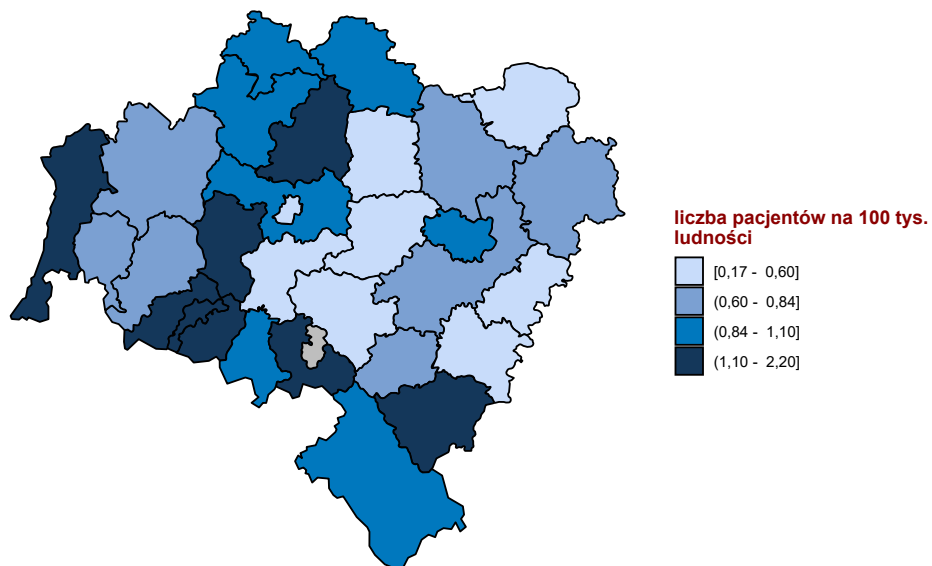 liczba pacjentów na 100 tys.
ludności
[0,17 - 0,60]
(0,60 - 0,84]
(0,84 - 1,10]
(1,10 - 2,20]